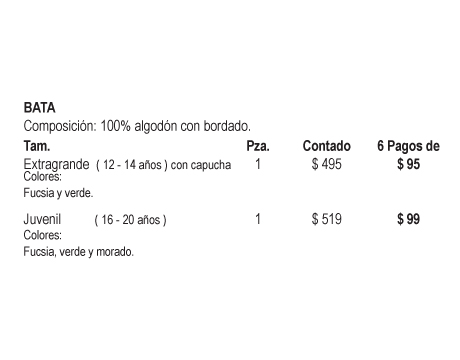 BATA
Composición: 100% algodón con bordado.
Tam. Pza. Contado 6 Pagos de
Extragrande ( 12 - 14 años ) con capucha 1 $ 495 $ 95
Colores:
Fucsia y verde.
Juvenil ( 16 - 20 años ) 1 $ 519 $ 99
Colores:
Fucsia, verde y morado.